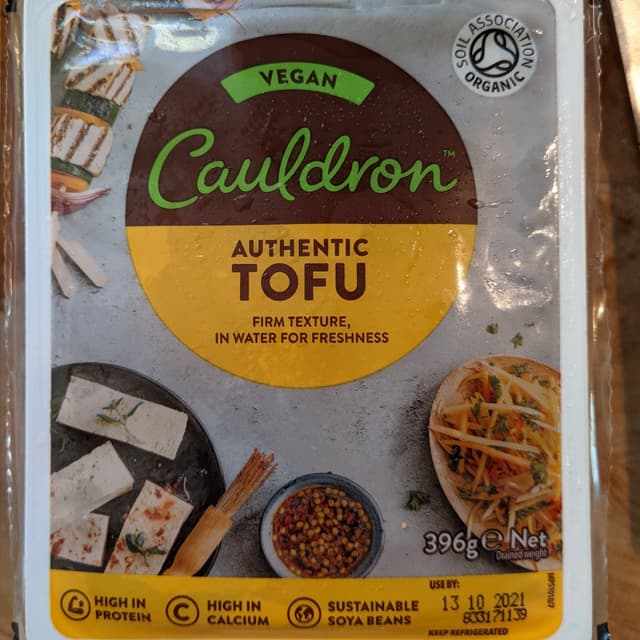 SOIL ASSOCIATION
ORGANIC
VEGAN
Cauldron™
AUTHENTIC
TOFU
FIRM TEXTURE,
IN WATER FOR FRESHNESS
396g ℮ Net
Drained weight
HIGH IN
PROTEIN
C
HIGH IN
CALCIUM
SUSTAINABLE
SOYA BEANS
USE BY:
13 10 2021
833171139
KEEP REFRIGERATED